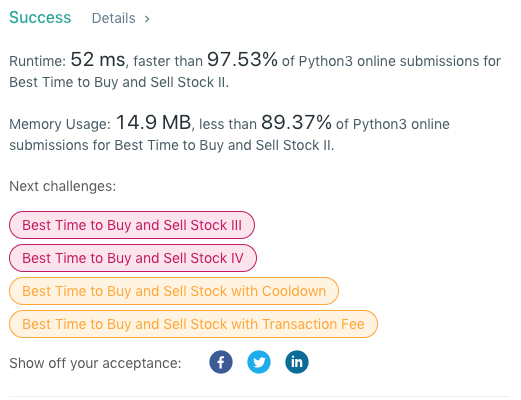 Success Details ›
Runtime: 52 ms, faster than 97.53% of Python3 online submissions for
Best Time to Buy and Sell Stock II.
Memory Usage: 14.9 MB, less than 89.37% of Python3 online
submissions for Best Time to Buy and Sell Stock II.
Next challenges:
Best Time to Buy and Sell Stock III
Best Time to Buy and Sell Stock IV
Best Time to Buy and Sell Stock with Cooldown
Best Time to Buy and Sell Stock with Transaction Fee
Show off your acceptance: f in